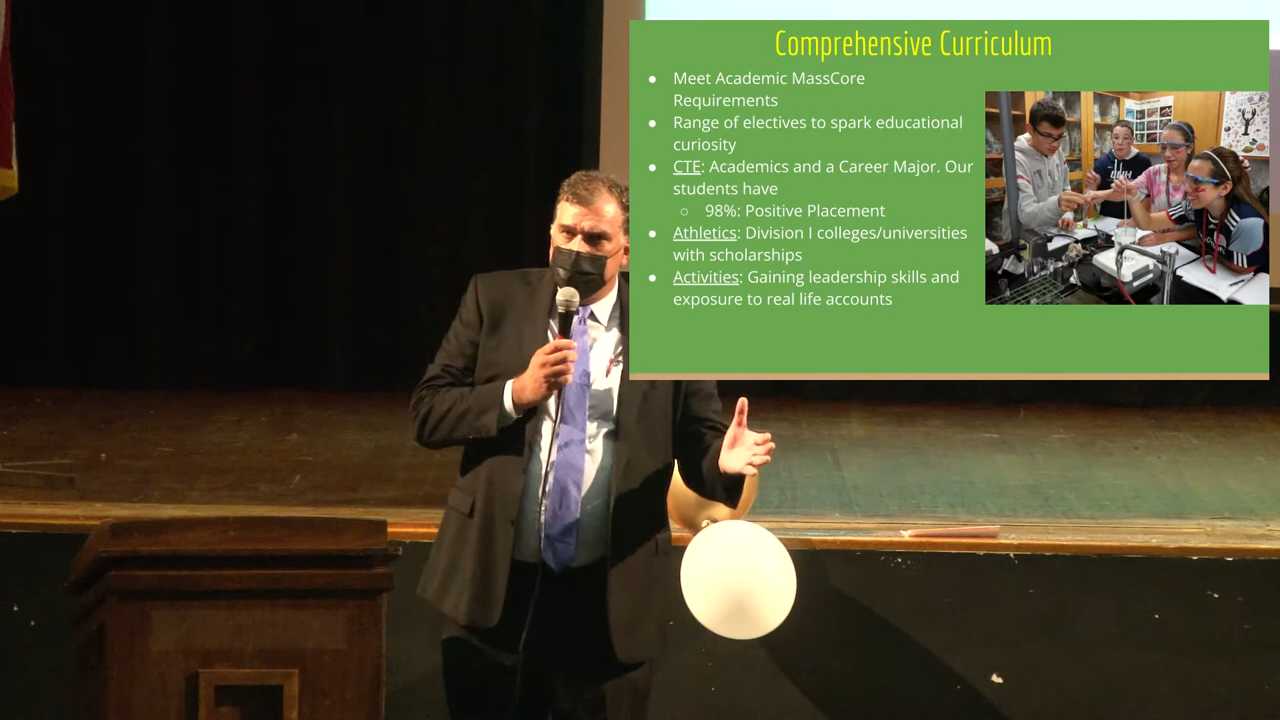 Comprehensive Curriculum
● Meet Academic MassCore
Requirements
● Range of electives to spark educational
curiosity
● CTE: Academics and a Career Major. Our
students have
○ 98%: Positive Placement
● Athletics: Division I colleges/universities
with scholarships
● Activities: Gaining leadership skills and
exposure to real life accounts